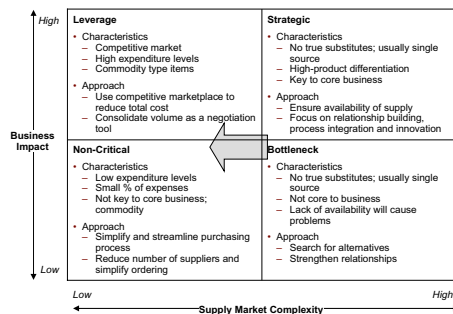 High
Leverage
• Characteristics
– Competitive market
– High expenditure levels
– Commodity type items
• Approach
– Use competitive marketplace to
reduce total cost
– Consolidate volume as a negotiation
tool
Strategic
• Characteristics
– No true substitutes; usually single
source
– High-product differentiation
– Key to core business
• Approach
– Ensure availability of supply
– Focus on relationship building,
process integration and innovation
Business
Impact
Non-Critical
• Characteristics
– Low expenditure levels
– Small % of expenses
– Not key to core business;
commodity
• Approach
– Simplify and streamline purchasing
process
– Reduce number of suppliers and
simplify ordering
Bottleneck
• Characteristics
– No true substitutes; usually single
source
– Not core to business
– Lack of availability will cause
problems
• Approach
– Search for alternatives
– Strengthen relationships
Low
Low
High
Supply Market Complexity